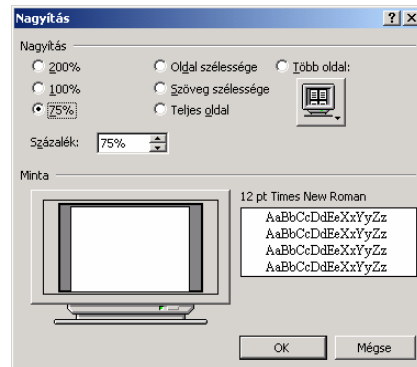 Nagyítás
Nagyítás
200% Oldal szélessége Több oldal:
100% Szöveg szélessége
75% Teljes oldal
Százalék: 75%
Minta
12 pt Times New Roman
AaBbCcDdEeXxYyZz
AaBbCcDdEeXxYyZz
AaBbCcDdEeXxYyZz
AaBbCcDdEeXxYyZz
OK Mégse